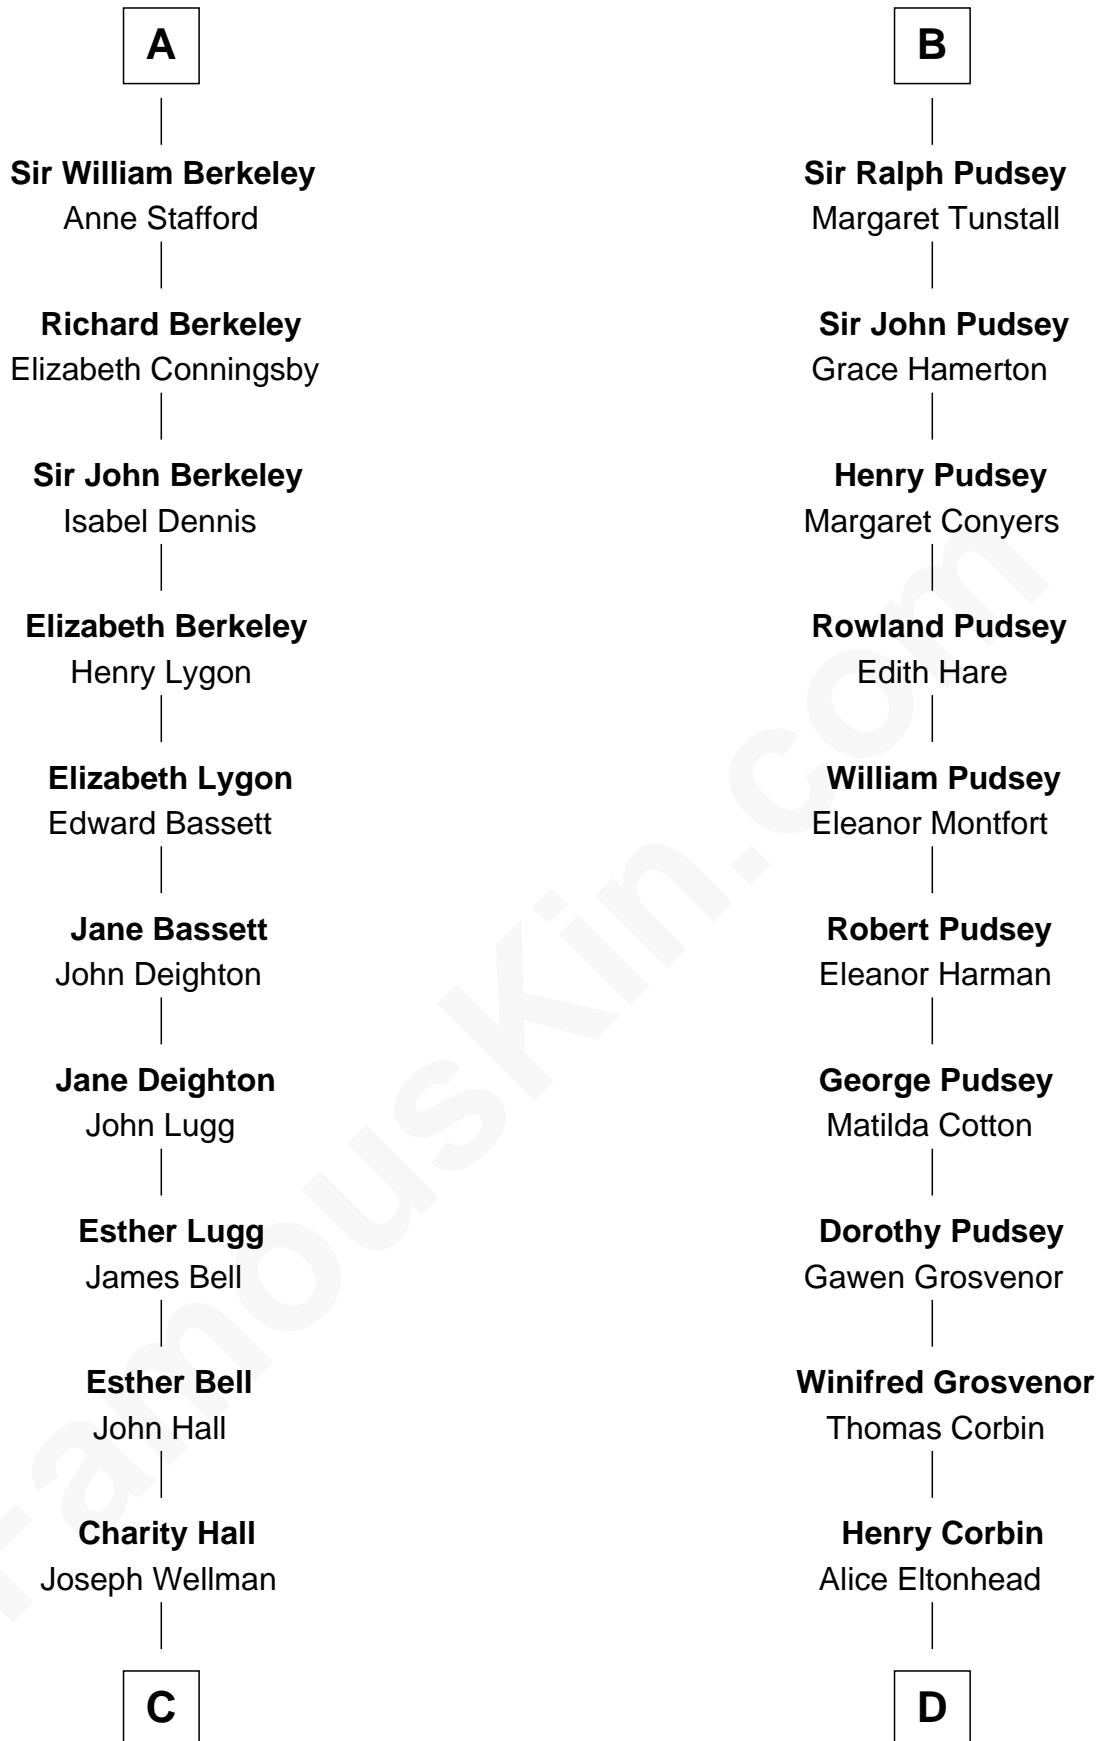 A
Sir William Berkeley
Anne Stafford
Richard Berkeley
Elizabeth Conningsby
Sir John Berkeley
Isabel Dennis
Elizabeth Berkeley
Henry Lygon
Elizabeth Lygon
Edward Bassett
Jane Bassett
John Deighton
Jane Deighton
John Lugg
Esther Lugg
James Bell
Esther Bell
John Hall
Charity Hall
Joseph Wellman
C
B
Sir Ralph Pudsey
Margaret Tunstall
Sir John Pudsey
Grace Hamerton
Henry Pudsey
Margaret Conyers
Rowland Pudsey
Edith Hare
William Pudsey
Eleanor Montfort
Robert Pudsey
Eleanor Harman
George Pudsey
Matilda Cotton
Dorothy Pudsey
Gawen Grosvenor
Winifred Grosvenor
Thomas Corbin
Henry Corbin
Alice Eltonhead
D
FamousKin.com